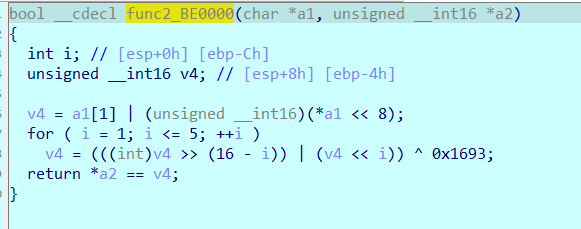 bool __cdecl func2_BE0000(char *a1, unsigned __int16 *a2)
{
int i; // [esp+0h] [ebp-Ch]
unsigned __int16 v4; // [esp+8h] [ebp-4h]
v4 = a1[1] | (unsigned __int16)(*a1 << 8);
for ( i = 1; i <= 5; ++i )
v4 = (((int)v4 >> (16 - i)) | (v4 << i)) ^ 0x1693;
return *a2 == v4;
}